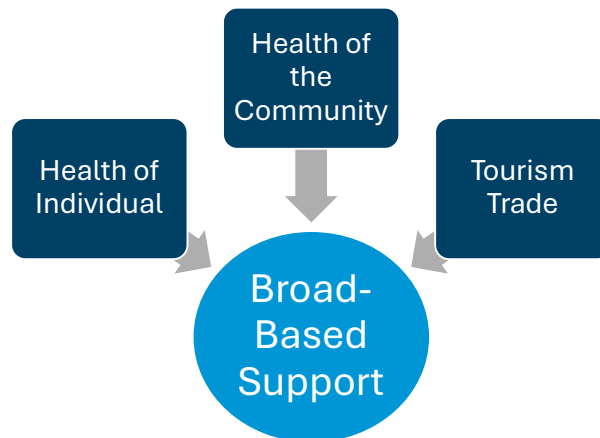 Health of
the
Community
Health of
Individual
Tourism
Trade
Broad-
Based
Support